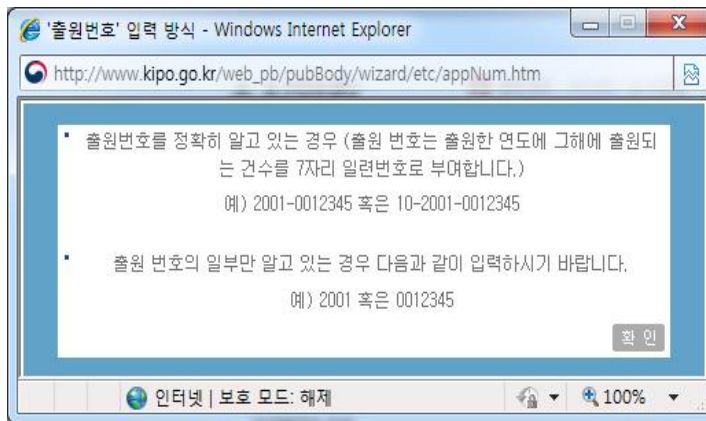 '출원번호' 입력 방식 - Windows Internet Explorer
http://www.kipo.go.kr/web_pb/pubBody/wizard/etc/appNum.htm
출원번호를 정확히 알고 있는 경우 (출원 번호는 출원한 연도에 그해에 출원되
는 건수를 7자리 일련번호로 부여합니다.)
예) 2001-0012345 혹은 10-2001-0012345
출원 번호의 일부만 알고 있는 경우 다음과 같이 입력하시기 바랍니다.
예) 2001 혹은 0012345
확 인
인터넷 | 보호 모드: 해제
100%